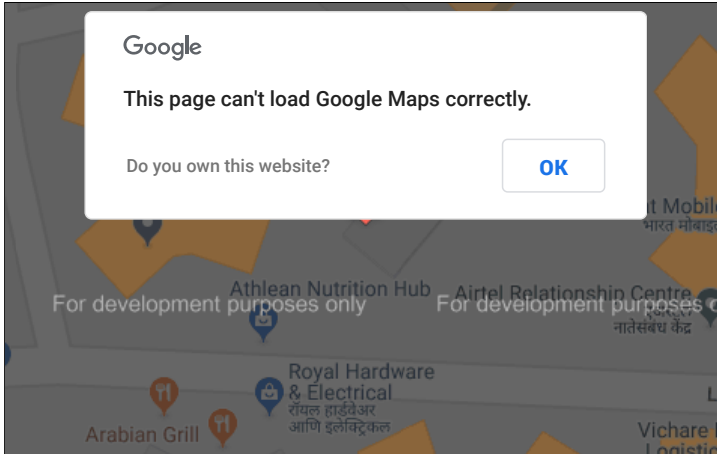 Google
This page can't load Google Maps correctly.
Do you own this website?
OK
t Mobil
भारत मोबाइ
Athlean Nutrition Hub
Airtel Relationship Centre
नातेसंबंध केंद्र
For development purposes only
For development purposes
Royal Hardware
& Electrical
रॉयल हार्डवेअर
आणि इलेक्ट्रिकल
Arabian Grill
L
Vichare
Logistic